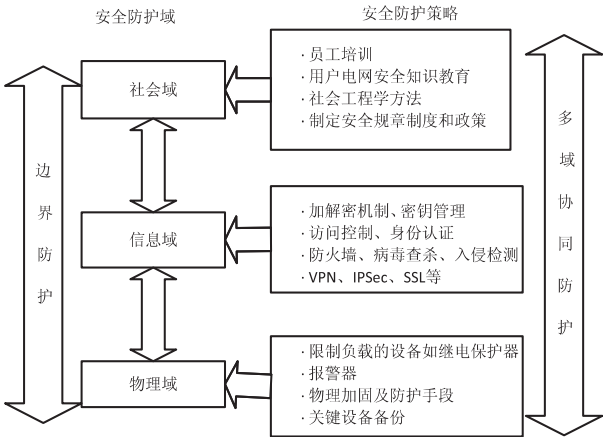 安全防护域
安全防护策略
社会域
· 员工培训
· 用户电网安全知识教育
· 社会工程学方法
· 制定安全规章制度和政策
边界防护
多域协同防护
信息域
· 加解密机制、密钥管理
· 访问控制、身份认证
· 防火墙、病毒查杀、入侵检测
· VPN、IPSec、SSL等
物理域
· 限制负载的设备如继电保护器
· 报警器
· 物理加固及防护手段
· 关键设备备份